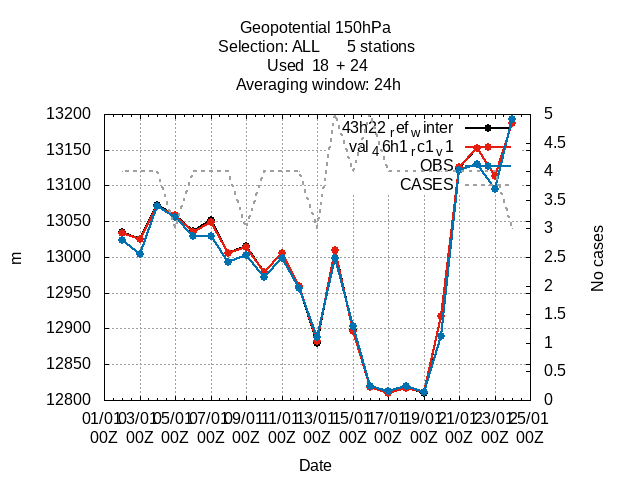 Geopotential 150hPa
Selection: ALL 5 stations
Used 18 + 24
Averaging window: 24h
13200
13150
13100
13050
13000
12950
12900
12850
12800
5
4.5
4
3.5
3
2.5
2
1.5
1
0.5
0
43h22_ref_winter
val_46h1_rc1_v1
OBS
CASES
m
No cases
01/01 03/01 05/01 07/01 09/01 11/01 13/01 15/01 17/01 19/01 21/01 23/01 25/01
00Z 00Z 00Z 00Z 00Z 00Z 00Z 00Z 00Z 00Z 00Z 00Z 00Z
Date